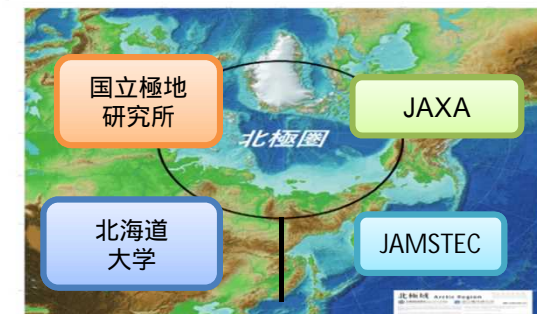 国立極地
研究所
JAXA
北極圏
北海道
大学
JAMSTEC
北極域 Arctic Region